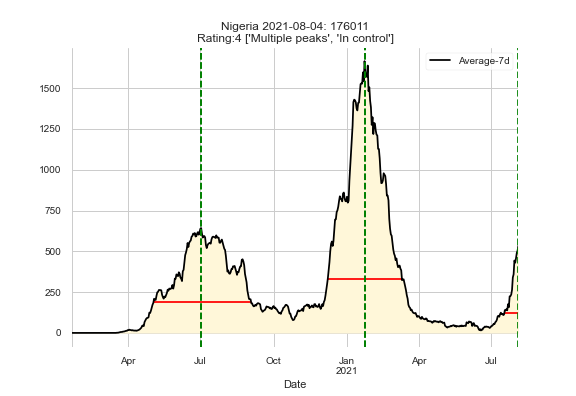 Nigeria 2021-08-04: 176011
Rating:4 ['Multiple peaks', 'In control']
Average-7d
1500
1250
1000
750
500
250
0
Apr
Jul
Oct
Jan
2021
Apr
Jul
Date